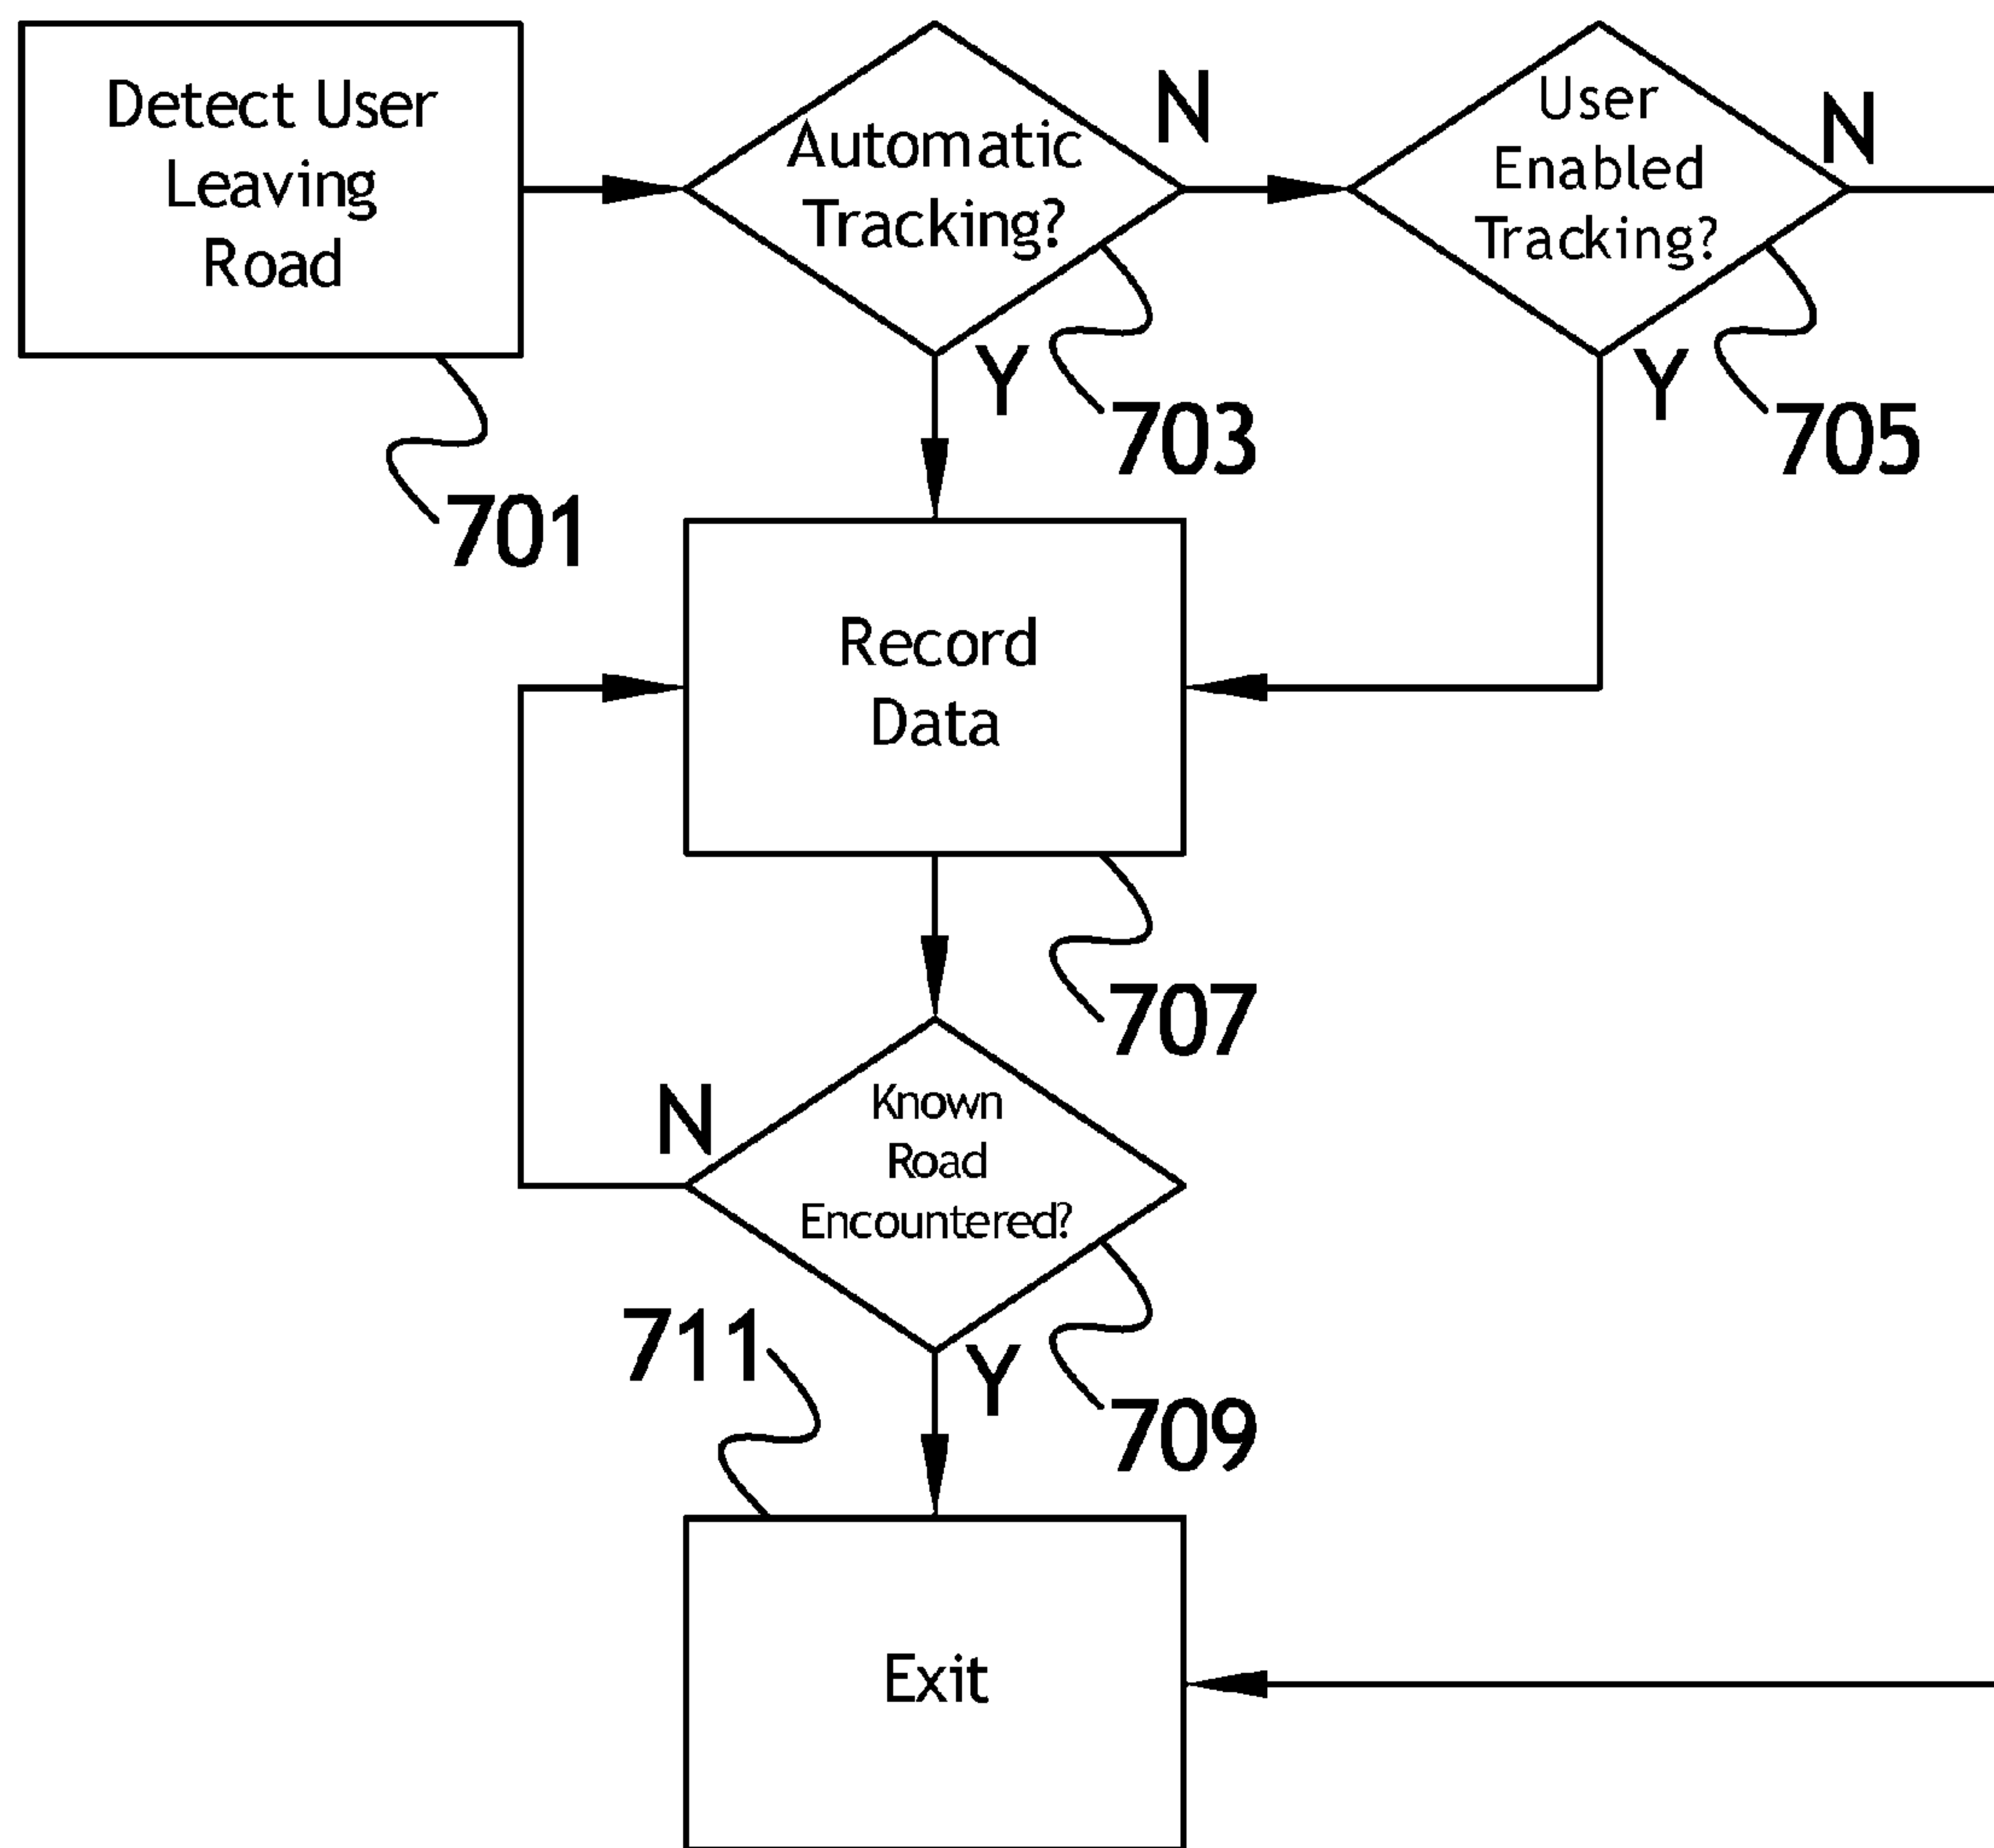 Detect User
Leaving
Road
701
Automatic
Tracking?
N
Y
703
User
Enabled
Tracking?
N
Y
705
Record
Data
707
Known
Road
Encountered?
N
Y
709
711
Exit